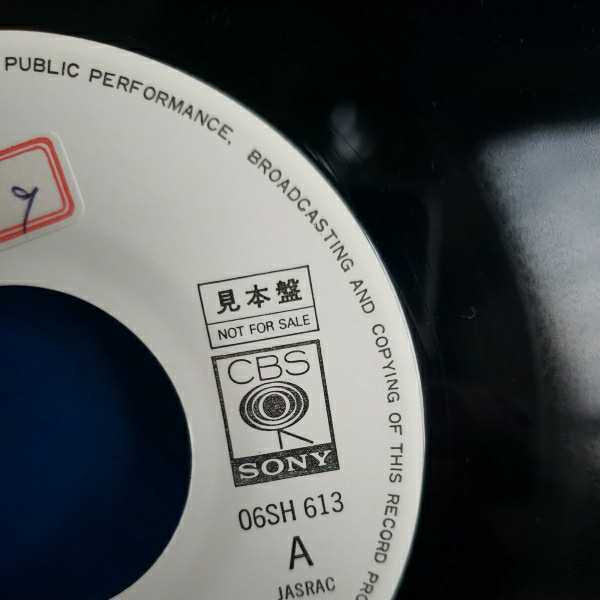 PUBLIC PERFORMANCE, BROADCASTING AND COPYING OF THIS RECORD
見本盤
NOT FOR SALE
CBS
SONY
06SH 613
A
JASRAC